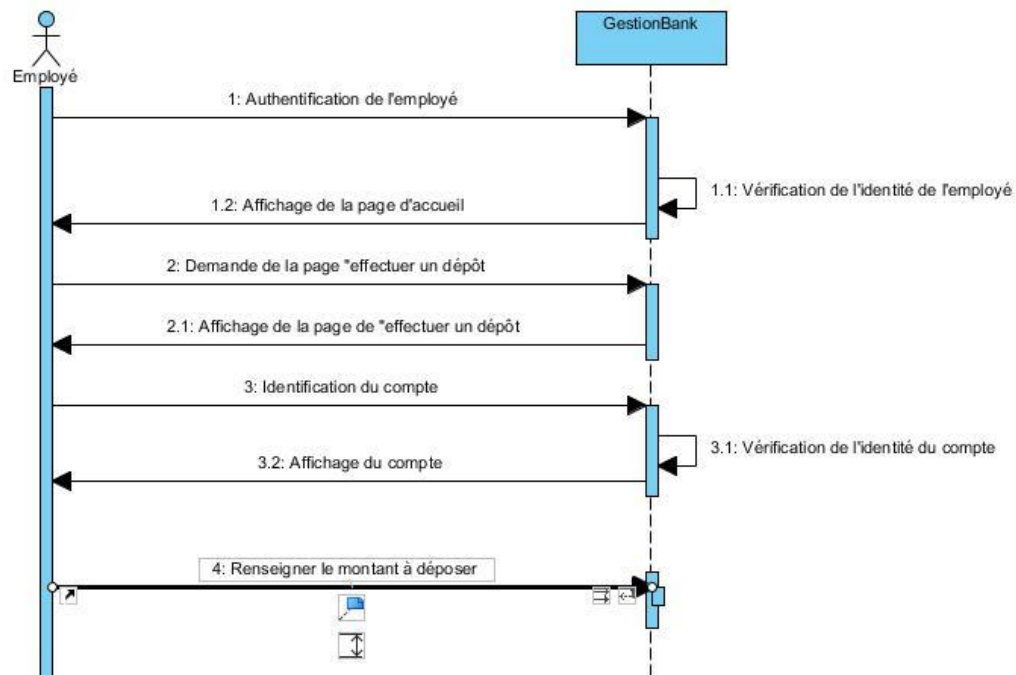 GestionBank
Employé
1: Authentification de l'employé
1.1: Vérification de l'identité de l'employé
1.2: Affichage de la page d'accueil
2: Demande de la page "effectuer un dépôt
2.1: Affichage de la page de "effectuer un dépôt
3: Identification du compte
3.1: Vérification de l'identité du compte
3.2: Affichage du compte
4: Renseigner le montant à déposer